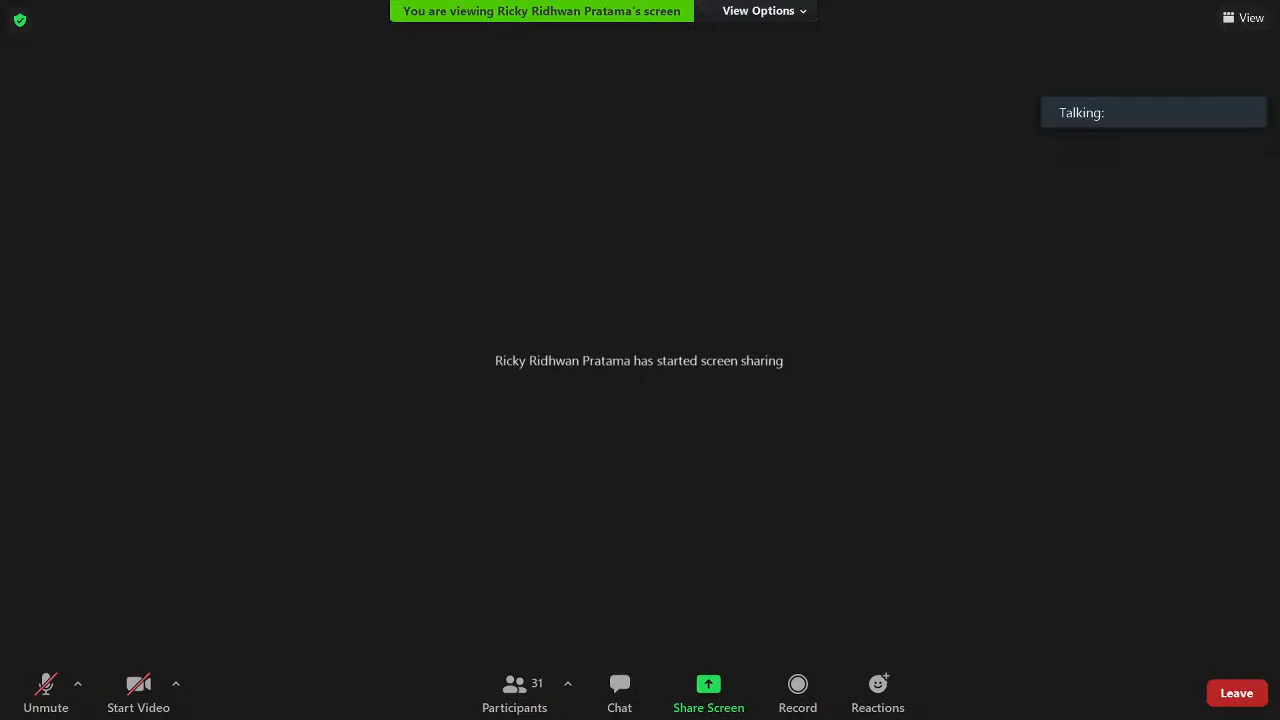 You are viewing Ricky Ridhwan Pratama's screen
View Options
View
Talking:
Ricky Ridhwan Pratama has started screen sharing
Unmute
Start Video
31
Participants
Chat
Share Screen
Record
Reactions
Leave